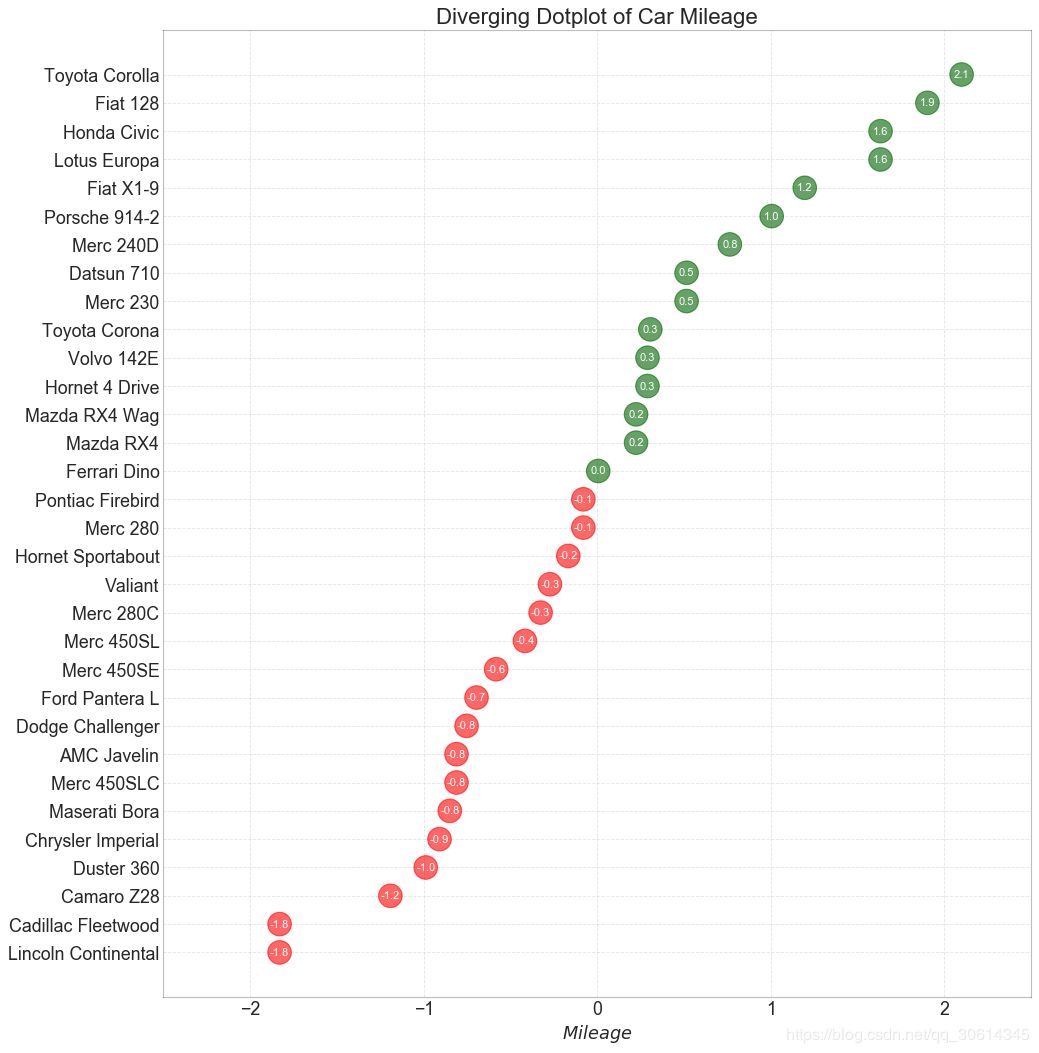 Diverging Dotplot of Car Mileage
Toyota Corolla 2.1
Fiat 128 1.9
Honda Civic 1.6
Lotus Europa 1.6
Fiat X1-9 1.2
Porsche 914-2 1.0
Merc 240D 0.8
Datsun 710 0.5
Merc 230 0.5
Toyota Corona 0.3
Volvo 142E 0.3
Hornet 4 Drive 0.3
Mazda RX4 Wag 0.2
Mazda RX4 0.2
Ferrari Dino 0.0
Pontiac Firebird -0.1
Merc 280 -0.1
Hornet Sportabout -0.2
Valiant -0.3
Merc 280C -0.3
Merc 450SL -0.4
Merc 450SE -0.6
Ford Pantera L -0.7
Dodge Challenger -0.8
AMC Javelin -0.8
Merc 450SLC -0.8
Maserati Bora -0.8
Chrysler Imperial -0.9
Duster 360 -1.0
Camaro Z28 -1.2
Cadillac Fleetwood -1.8
Lincoln Continental -1.8
−2 −1 0 1 2
Mileage
https://blog.csdn.net/qq_30614345